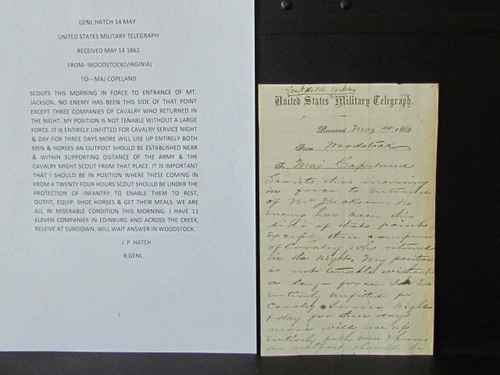 GENL HATCH 14 MAY
UNITED STATES MILITARY TELEGRAPH
RECEIVED MAY 14 1862
FROM--WOODSTOCK(VIRGINIA)
TO---MAJ COPELAND
SCOUTS THIS MORNING IN FORCE TO ENTRANCE OF MT.
JACKSON. NO ENEMY HAS BEEN THIS SIDE OF THAT POINT
EXCEPT THREE COMPANIES OF CAVALRY WHO RETURNED IN
THE NIGHT. MY POSITION IS NOT TENABLE WITHOUT A LARGE
FORCE. IT IS ENTIRELY UNFITTED FOR CAVALRY SERVICE NIGHT
& DAY FOR THREE DAYS MORE WILL USE UP ENTIRELY BOTH
MEN & HORSES AN OUTPOST SHOULD BE ESTABLISHED NEAR
& WITHIN SUPPORTING DISTANCE OF THE ARMY & THE
CAVALRY MIGHT SCOUT FROM THAT PLACE. IT IS IMPORTANT
THAT I SHOULD BE IN POSITION WHERE THESE COMING IN
FROM A TWENTY FOUR HOURS SCOUT SHOULD BE UNDER THE
PROTECTION OF INFANTRY TO ENABLE THEM TO REST,
OUTFIT, EQUIP, SHOE HORSES & GET THEIR MEALS. WE ARE
ALL IN MISERABLE CONDITION THIS MORNING. I HAVE 11
ELEVEN COMPANIES IN EDINBURG AND ACROSS THE CREEK,
RELEIVE AT SUNDOWN. WILL WAIT ANSWER IN WOODSTOCK.
J. P. HATCH
B.GENL
Genl Hatch 14 May
United States Military Telegraph.
Received May 14 1862
From Woodstock
To Maj Copeland
Scouts this morning
in force to entrance
of Mt Jackson. No
enemy has been this
side of that point
Except three companies
of Cavalry who returned
in the night. My position
is not tenable without
a large force. It is
entirely unfitted for
Cavalry Service Night
& day for three days
more will use up
entirely both men & horses
an outpost should be